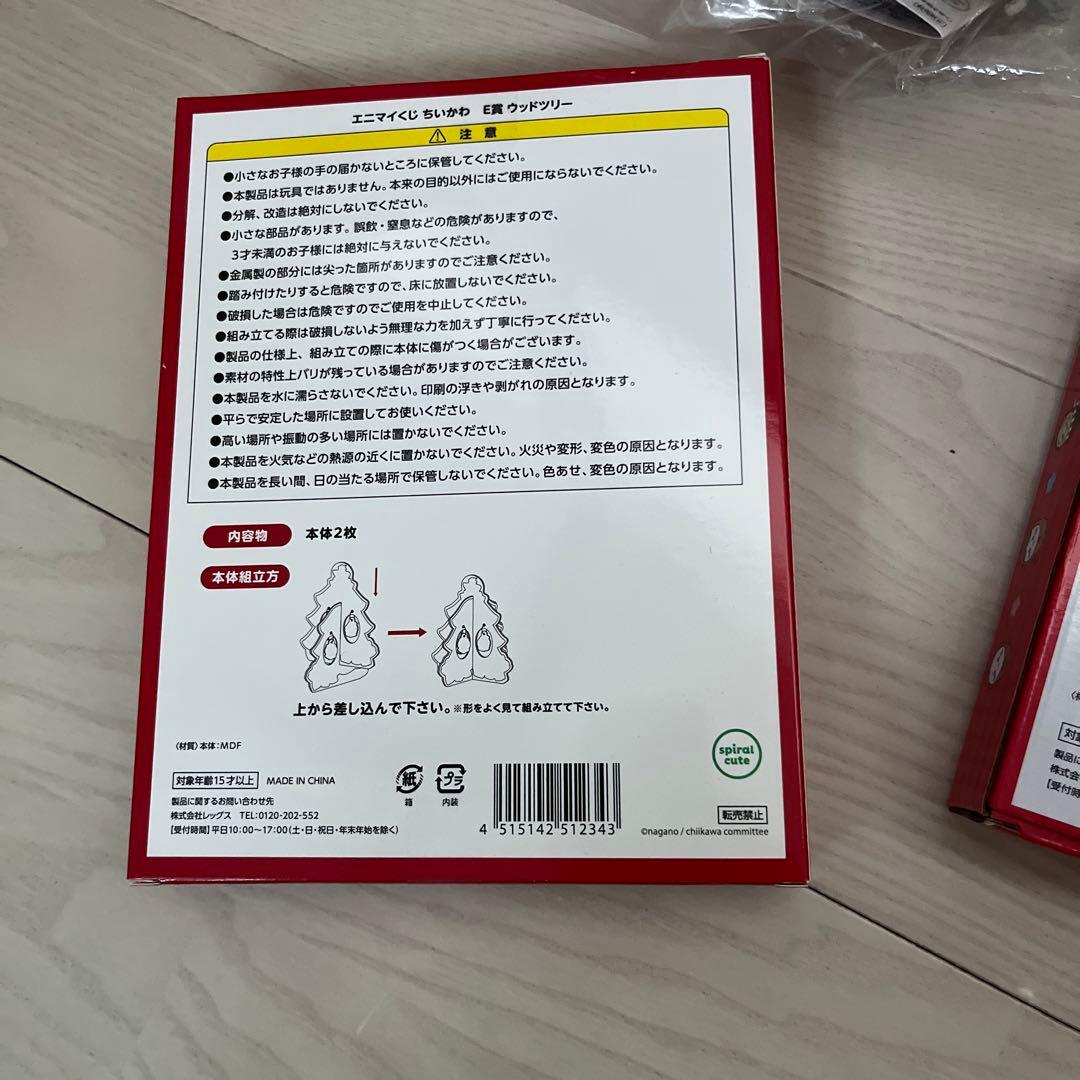 エニマイくじ ちいかわ E賞 ウッドツリー
注意
●小さなお子様の手の届かないところに保管してください。
●本製品は玩具ではありません。本来の目的以外にはご使用にならないでください。
●分解、改造は絶対にしないでください。
●小さな部品があります。誤飲・窒息などの危険がありますので、
3才未満のお子様には絶対に与えないでください。
●金属製の部分には尖った箇所がありますのでご注意ください。
●踏み付けたりすると危険ですので、床に放置しないでください。
●破損した場合は危険ですのでご使用を中止してください。
●組み立てる際は破損しないよう無理な力を加えず丁寧に行ってください。
●製品の仕様上、組み立ての際に本体に傷がつく場合がございます。
●素材の特性上バリが残っている場合がありますのでご注意ください。
●本製品を水に濡らさないでください。印刷の浮きや剥がれの原因となります。
●平らで安定した場所に設置してお使いください。
●高い場所や振動の多い場所には置かないでください。
●本製品を火気などの熱源の近くに置かないでください。火災や変形、変色の原因となります。
●本製品を長い間、日の当たる場所で保管しないでください。色あせ、変色の原因となります。
内容物 本体2枚
本体組立方
上から差し込んで下さい。※形をよく見て組み立てて下さい。
〈材質〉本体:MDF
対象年齢15才以上 MADE IN CHINA
製品に関するお問い合わせ先
株式会社レッグス TEL:0120-202-552
【受付時間】平日10:00〜17:00(土・日・祝日・年末年始を除く)
紙 プラ
箱 内装
4 515142 512343
spiral
cute
転売禁止
©nagano / chiikawa committee
対象
製品に
株式会
【受付時